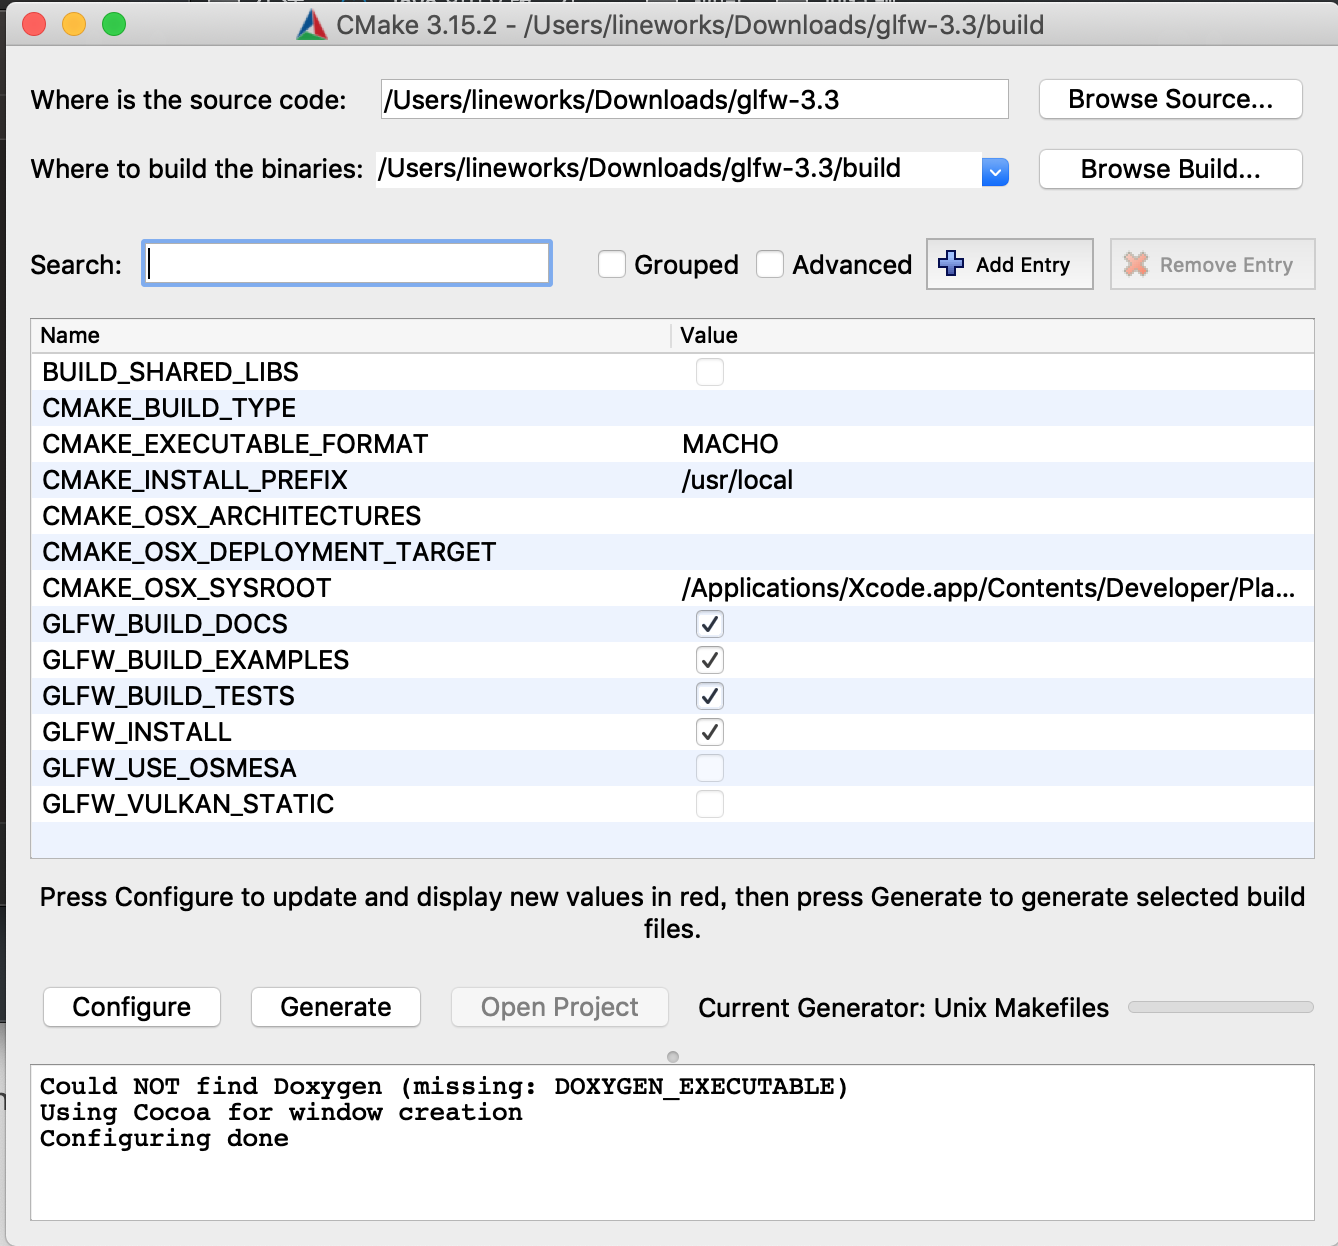 CMake 3.15.2 - /Users/lineworks/Downloads/glfw-3.3/build
Where is the source code: /Users/lineworks/Downloads/glfw-3.3 Browse Source...
Where to build the binaries: /Users/lineworks/Downloads/glfw-3.3/build Browse Build...
Search: Grouped Advanced Add Entry Remove Entry
Name Value
BUILD_SHARED_LIBS
CMAKE_BUILD_TYPE
CMAKE_EXECUTABLE_FORMAT MACHO
CMAKE_INSTALL_PREFIX /usr/local
CMAKE_OSX_ARCHITECTURES
CMAKE_OSX_DEPLOYMENT_TARGET
CMAKE_OSX_SYSROOT /Applications/Xcode.app/Contents/Developer/Pla...
GLFW_BUILD_DOCS
GLFW_BUILD_EXAMPLES
GLFW_BUILD_TESTS
GLFW_INSTALL
GLFW_USE_OSMESA
GLFW_VULKAN_STATIC
Press Configure to update and display new values in red, then press Generate to generate selected build
files.
Configure Generate Open Project Current Generator: Unix Makefiles
Could NOT find Doxygen (missing: DOXYGEN_EXECUTABLE)
Using Cocoa for window creation
Configuring done